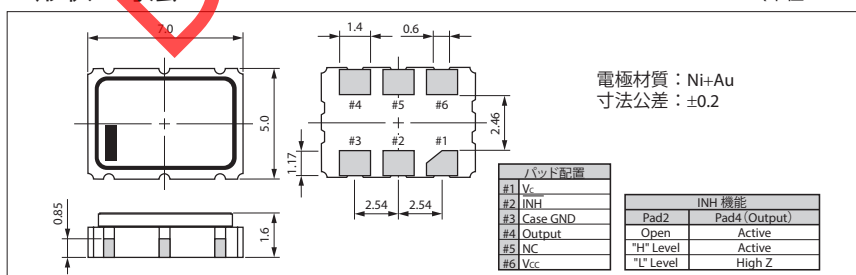 7.0
5.0
0.85
1.6
1.4
0.6
#4
#5
#6
#3
#2
#1
1.17
2.46
2.54
2.54
電極材質：Ni+Au
寸法公差：±0.2
パッド配置
#1 Vc
#2 INH
#3 Case GND
#4 Output
#5 NC
#6 Vcc
INH 機能
Pad2 Pad4（Output）
Open Active
"H" Level Active
"L" Level High Z